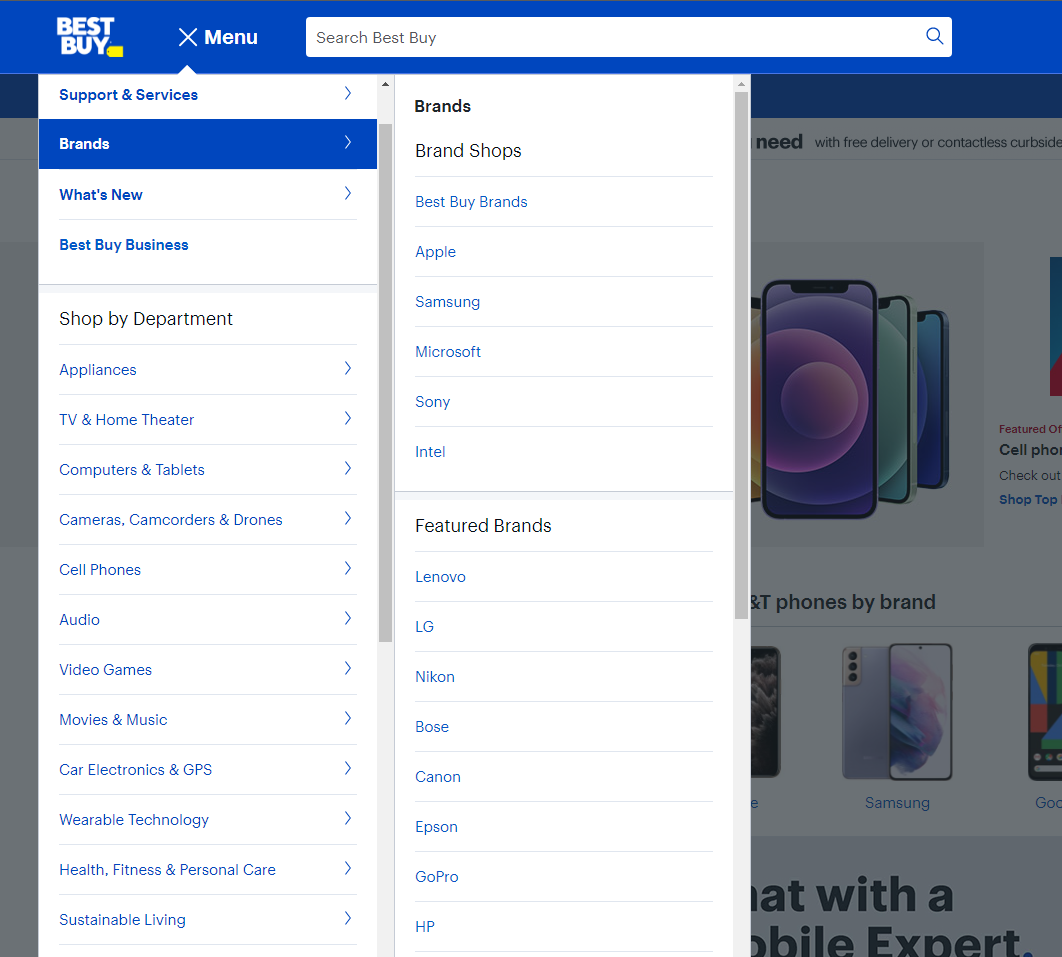 BEST
BUY
Menu
Search Best Buy
Support & Services
Brands
What's New
Best Buy Business
Shop by Department
Appliances
TV & Home Theater
Computers & Tablets
Cameras, Camcorders & Drones
Cell Phones
Audio
Video Games
Movies & Music
Car Electronics & GPS
Wearable Technology
Health, Fitness & Personal Care
Sustainable Living
Brands
Brand Shops
Best Buy Brands
Apple
Samsung
Microsoft
Sony
Intel
Featured Brands
Lenovo
LG
Nikon
Bose
Canon
Epson
GoPro
HP
need with free delivery or contactless curbside
Featured Of
Cell phon
Check out
Shop Top
&T phones by brand
e
Samsung
Goo
hat with a
obile Expert.